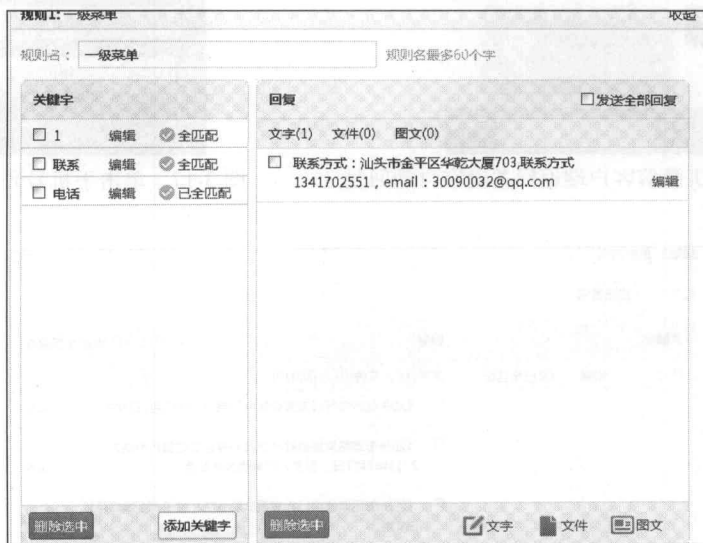 规则1: 一级菜单 收起
规则名： 一级菜单 规则名最多60个字
关键字
1 编辑 全匹配
联系 编辑 全匹配
电话 编辑 已全匹配
删除选中 添加关键字
回复 发送全部回复
文字(1) 文件(0) 图文(0)
联系方式：汕头市金平区华乾大厦703,联系方式
1341702551，email：30090032@qq.com 编辑
删除选中 文字 文件 图文